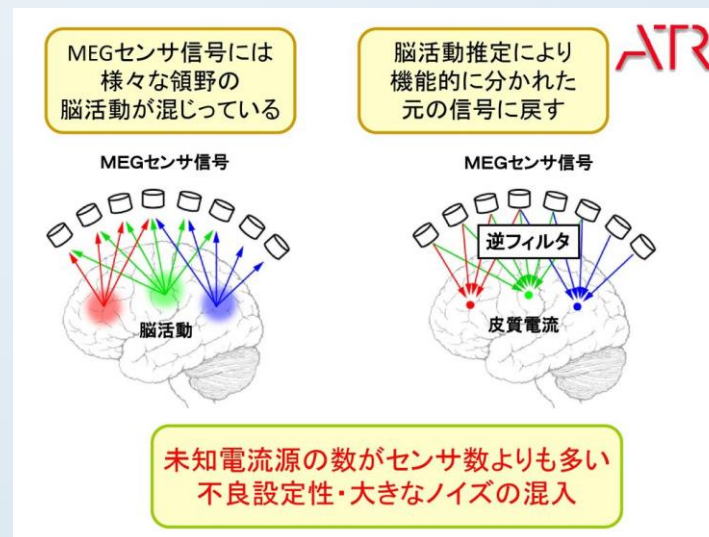 MEGセンサ信号には
様々な領野の
脳活動が混じっている
脳活動推定により
機能的に分かれた
元の信号に戻す
ATR
MEGセンサ信号
脳活動
MEGセンサ信号
逆フィルタ
皮質電流
未知電流源の数がセンサ数よりも多い
不良設定性・大きなノイズの混入